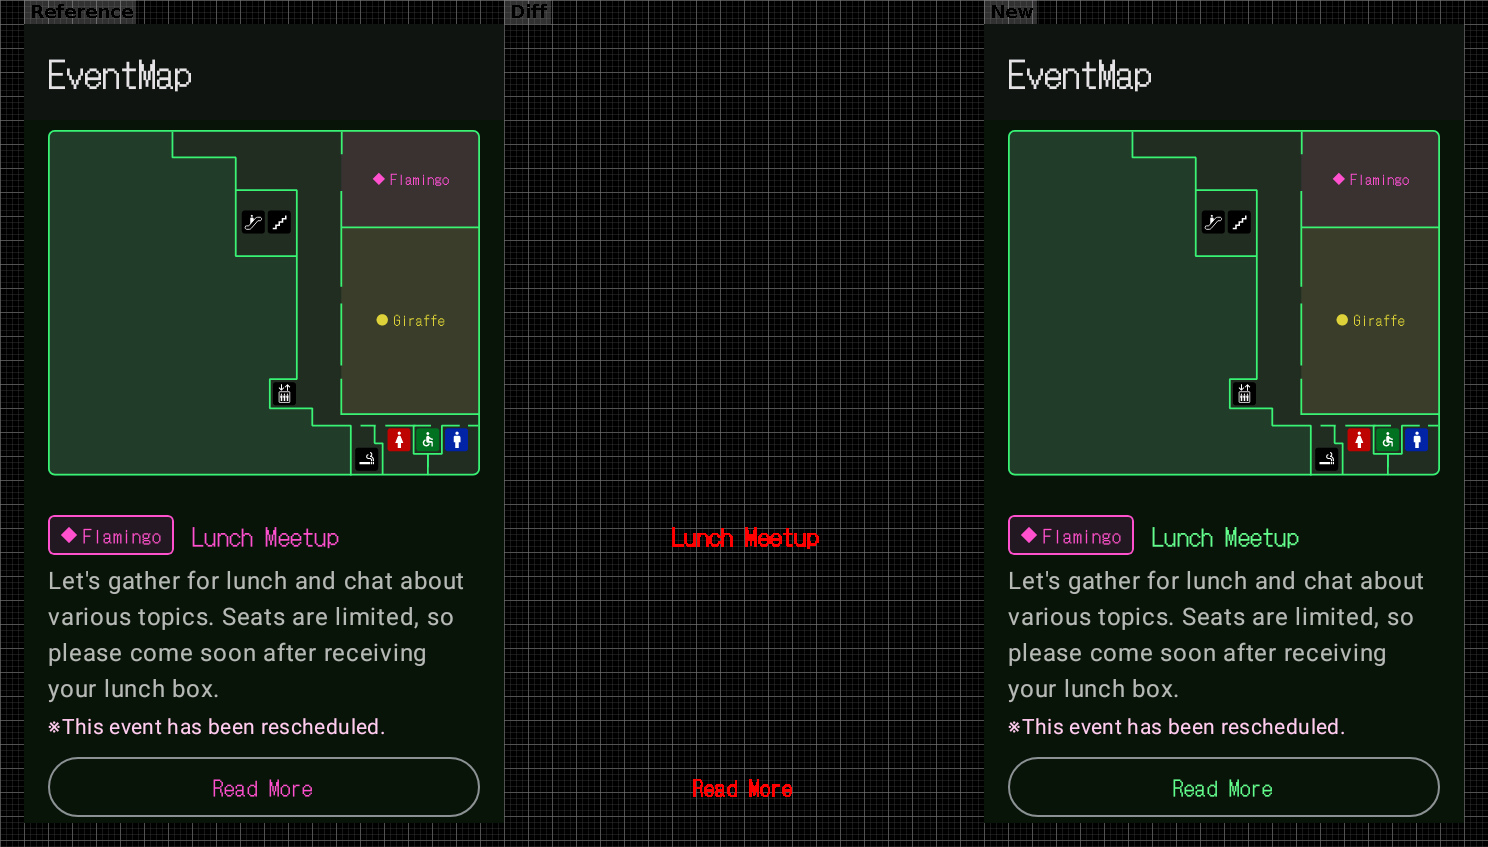 Reference
Diff
New
EventMap
Flamingo
Giraffe
Flamingo Lunch Meetup
Let's gather for lunch and chat about
various topics. Seats are limited, so
please come soon after receiving
your lunch box.
※This event has been rescheduled.
Read More
Lunch Meetup
Read More
EventMap
Flamingo
Giraffe
Flamingo Lunch Meetup
Let's gather for lunch and chat about
various topics. Seats are limited, so
please come soon after receiving
your lunch box.
※This event has been rescheduled.
Read More